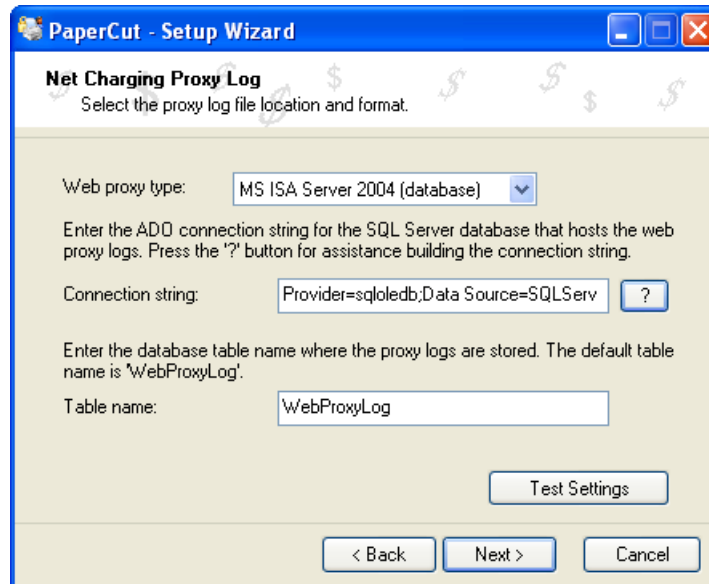 PaperCut - Setup Wizard
Net Charging Proxy Log
Select the proxy log file location and format.
Web proxy type: MS ISA Server 2004 (database)
Enter the ADO connection string for the SQL Server database that hosts the web
proxy logs. Press the '?' button for assistance building the connection string.
Connection string: Provider=sqloledb;Data Source=SQLServ ?
Enter the database table name where the proxy logs are stored. The default table
name is 'WebProxyLog'.
Table name: WebProxyLog
Test Settings
< Back Next > Cancel